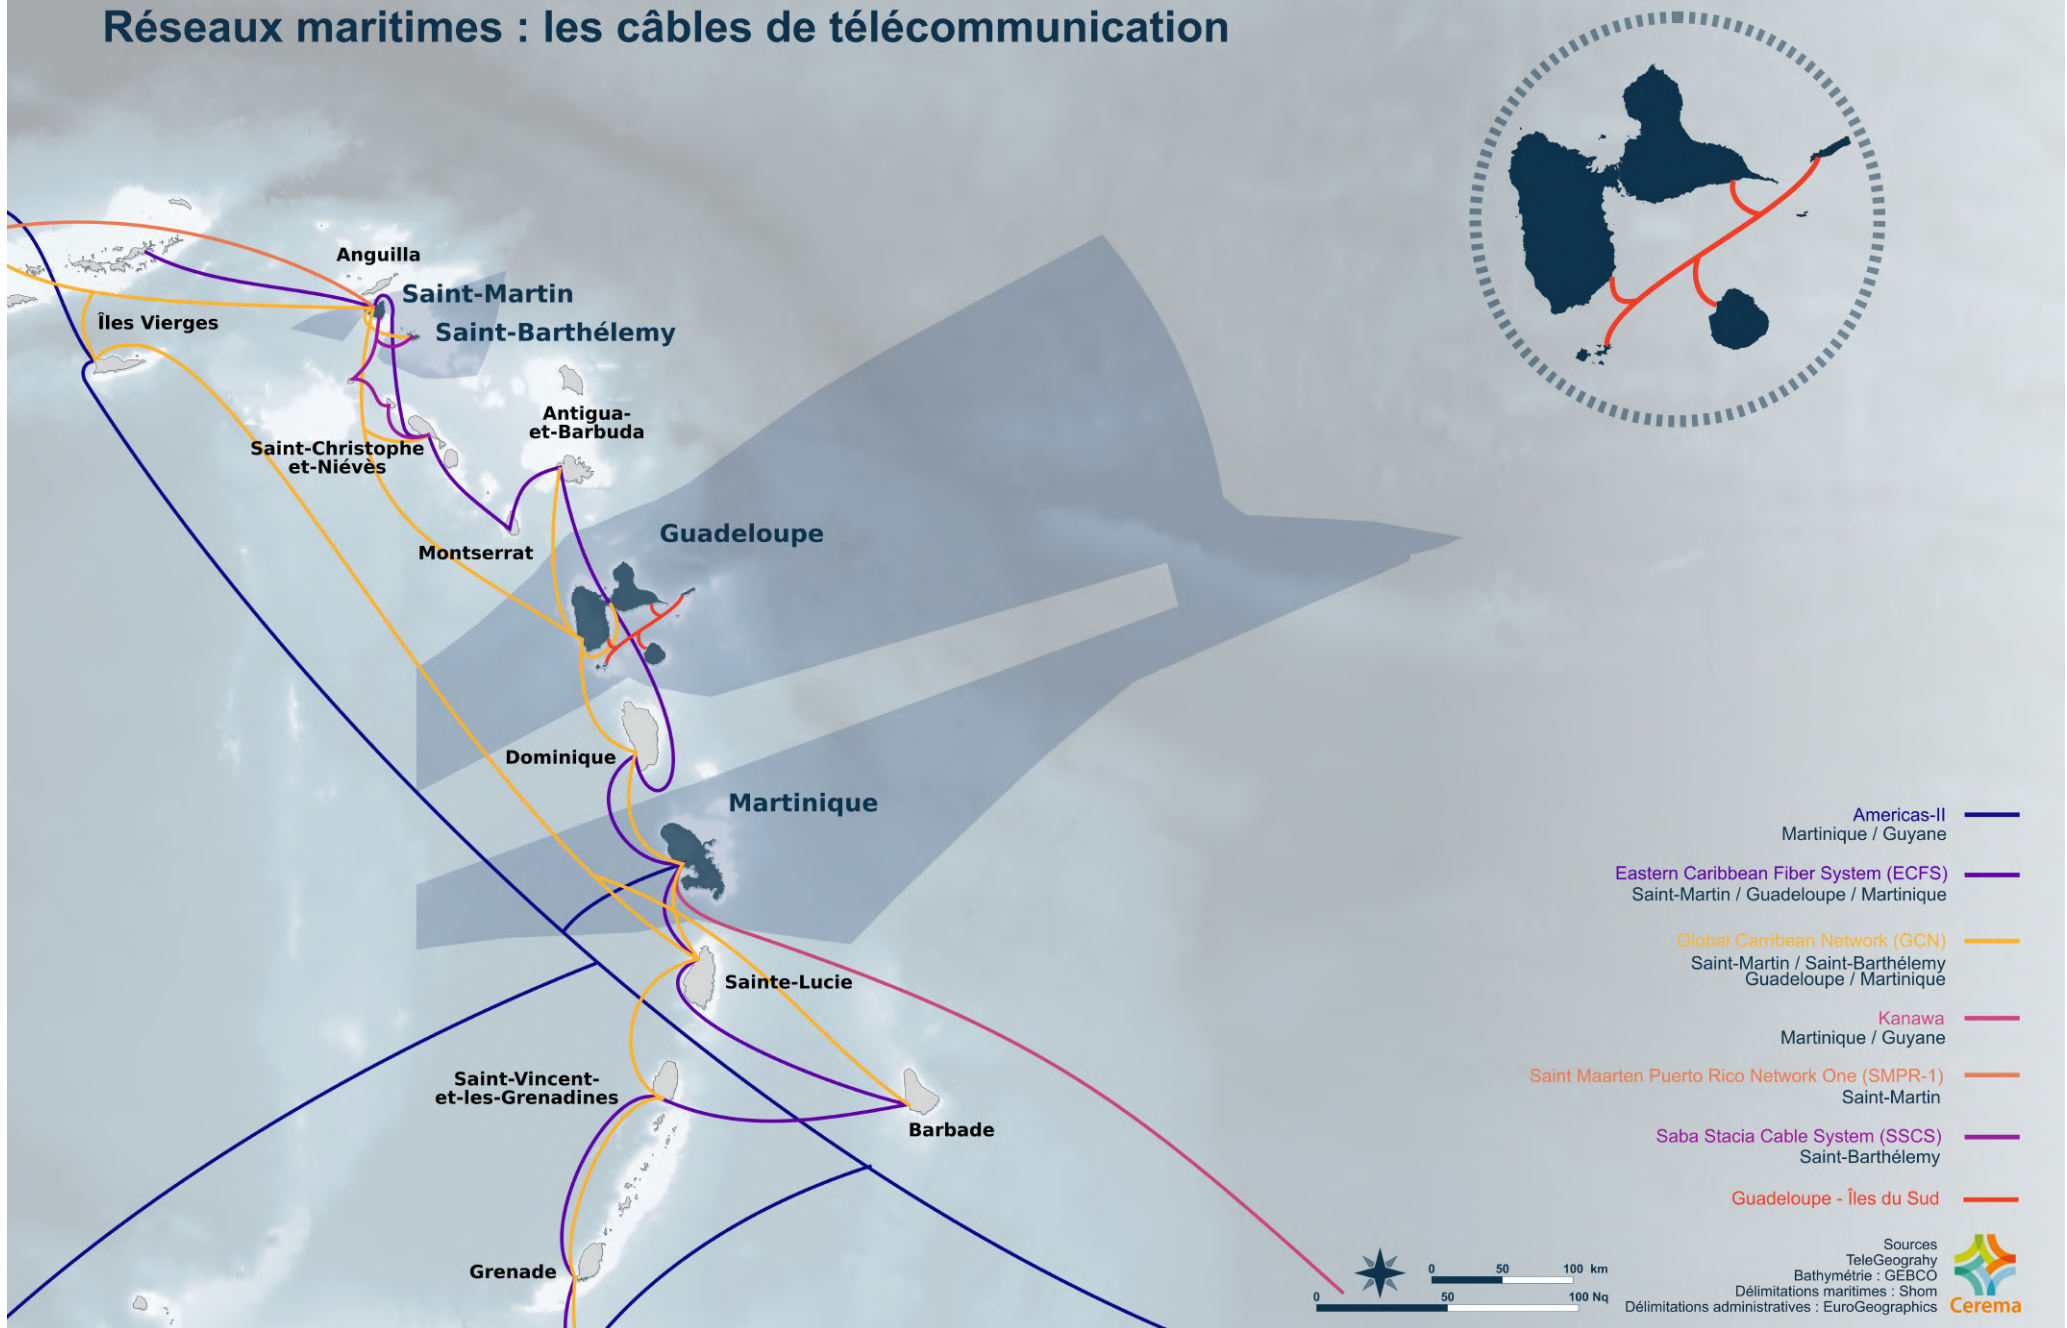 Réseaux maritimes : les câbles de télécommunication
Anguilla
Saint-Martin
Îles Vierges
Saint-Barthélemy
Antigua-
et-Barbuda
Saint-Christophe
et-Niévès
Guadeloupe
Montserrat
Dominique
Martinique
Sainte-Lucie
Saint-Vincent-
et-les-Grenadines
Barbade
Grenade
Americas-II
Martinique / Guyane
Eastern Caribbean Fiber System (ECFS)
Saint-Martin / Guadeloupe / Martinique
Global Carribean Network (GCN)
Saint-Martin / Saint-Barthélemy
Guadeloupe / Martinique
Kanawa
Martinique / Guyane
Saint Maarten Puerto Rico Network One (SMPR-1)
Saint-Martin
Saba Stacia Cable System (SSCS)
Saint-Barthélemy
Guadeloupe - Îles du Sud
0 50 100 km
0 50 100 Nq
Sources
TeleGeograhy
Bathymétrie : GEBCO
Délimitations maritimes : Shom
Délimitations administratives : EuroGeographics
Cerema